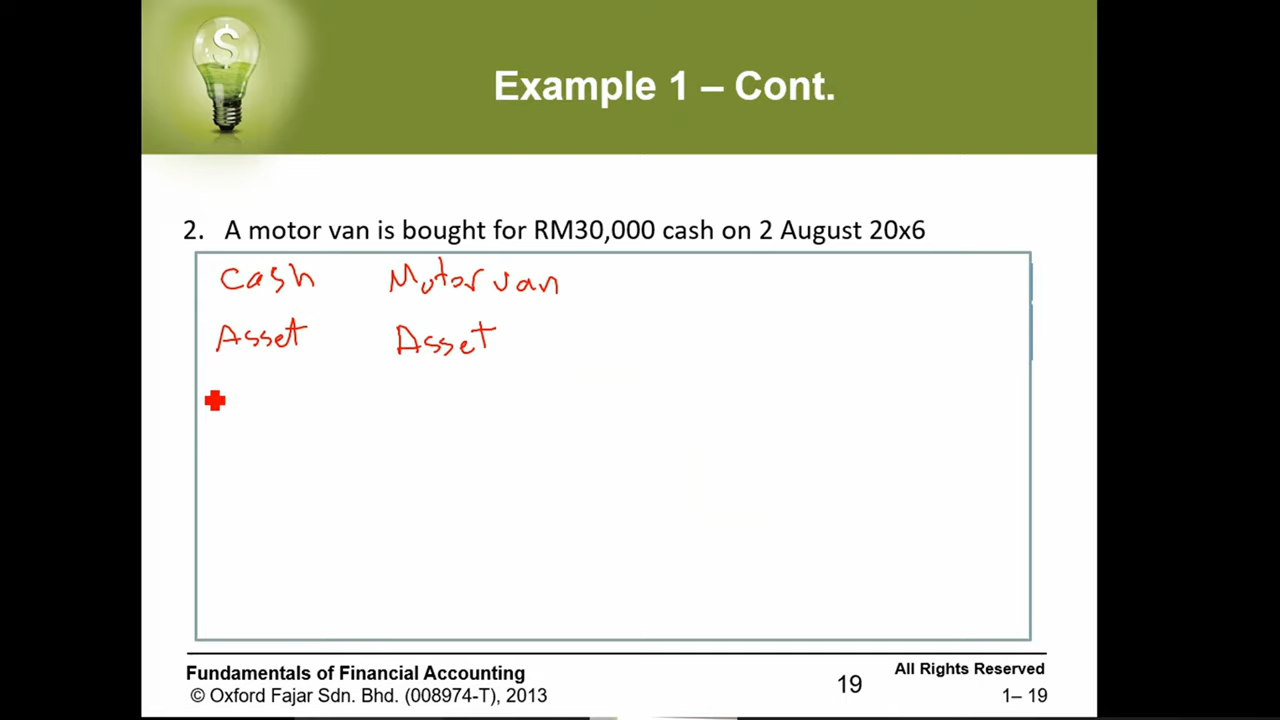 $
Example 1 – Cont.
2. A motor van is bought for RM30,000 cash on 2 August 20x6
Cash Motor van
Asset Asset
Fundamentals of Financial Accounting
© Oxford Fajar Sdn. Bhd. (008974-T), 2013
19
All Rights Reserved
1– 19